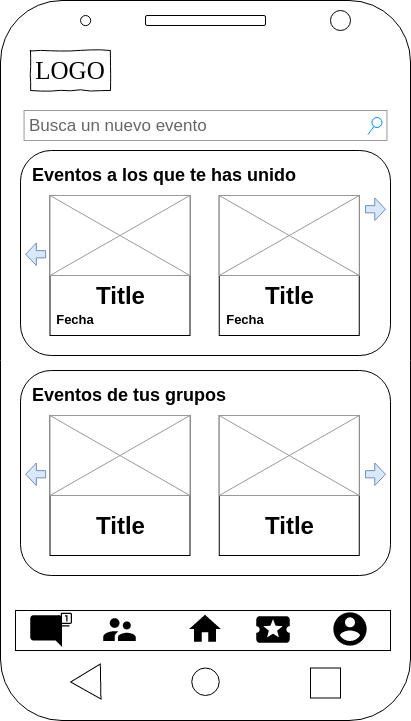 LOGO
Busca un nuevo evento
Eventos a los que te has unido
Title
Title
Fecha
Fecha
Eventos de tus grupos
Title
Title
1